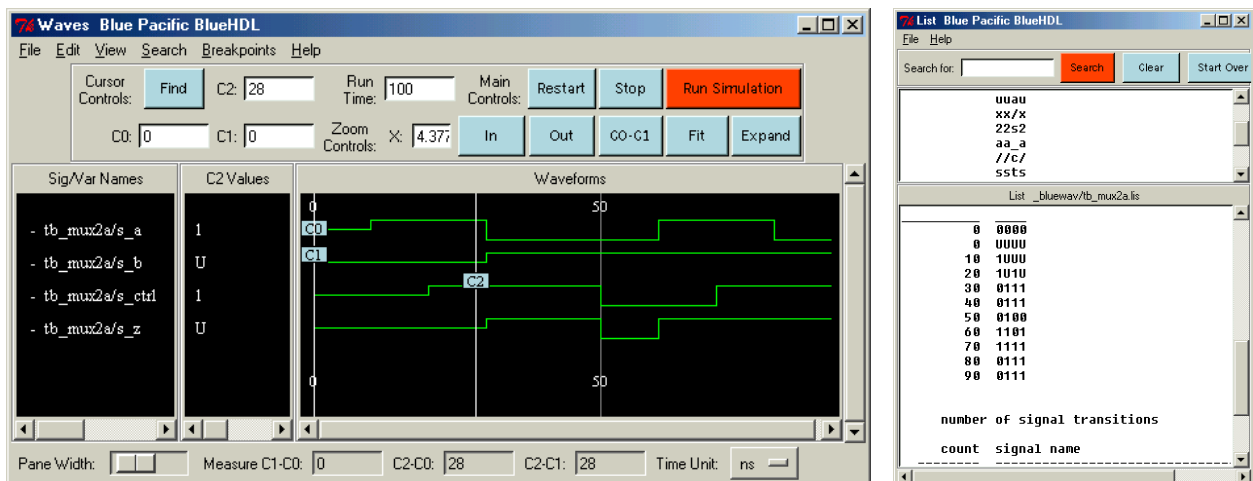 Waves Blue Pacific BlueHDL
File Edit View Search Breakpoints Help
Cursor Controls: Find C2: 28 Run Time: 100 Main Controls: Restart Stop Run Simulation
C0: 0 C1: 0 Zoom Controls: X: 4.377 In Out C0-C1 Fit Expand
Sig/Var Names C2 Values Waveforms
0 50
- tb_mux2a/s_a 1 C0
- tb_mux2a/s_b U C1
C2
- tb_mux2a/s_ctrl 1
- tb_mux2a/s_z U
0 50
Pane Width: Measure C1-C0: 0 C2-C0: 28 C2-C1: 28 Time Unit: ns
List Blue Pacific BlueHDL
File Help
Search for: Search Clear Start Over
uuau
xx/x
22s2
aa_a
//c/
ssts
List _bluewav/tb_mux2a.lis
0 0000
0 UUUU
10 1UUU
20 1U1U
30 0111
40 0111
50 0100
60 1101
70 1111
80 0111
90 0111
number of signal transitions
count signal name